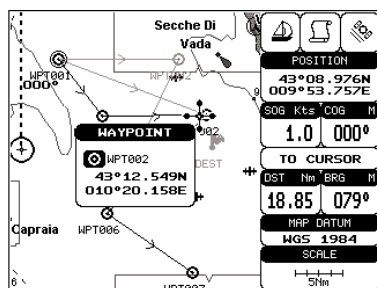 Secche Di
Vada
WPT001
000°
WPT002
WAYPOINT
WPT002
43°12.549N
010°20.158E
DEST
Capraia
WPT006
WPT007
POSITION
43°08.976N
009°53.757E
SOG Kts COG M
1.0 000°
TO CURSOR
DST Nm BRG M
18.85 079°
MAP DATUM
WGS 1984
SCALE
5Nm